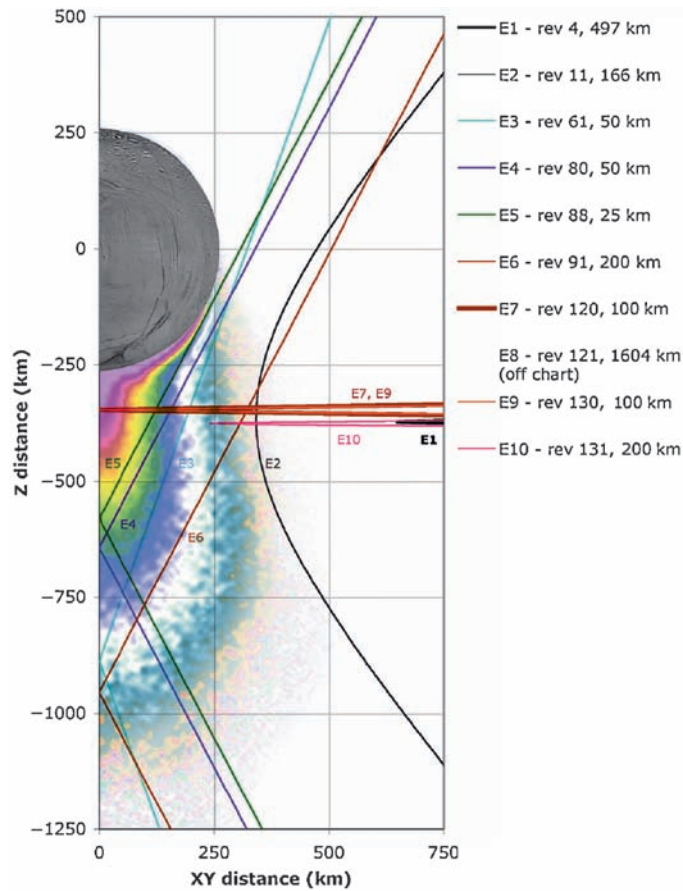 500
250
0
−250
−500
−750
−1000
−1250
Z distance (km)
0
250
500
750
XY distance (km)
E7, E9
E10
E1
E5
E3
E2
E4
E6
E1 - rev 4, 497 km
E2 - rev 11, 166 km
E3 - rev 61, 50 km
E4 - rev 80, 50 km
E5 - rev 88, 25 km
E6 - rev 91, 200 km
E7 - rev 120, 100 km
E8 - rev 121, 1604 km
(off chart)
E9 - rev 130, 100 km
E10 - rev 131, 200 km